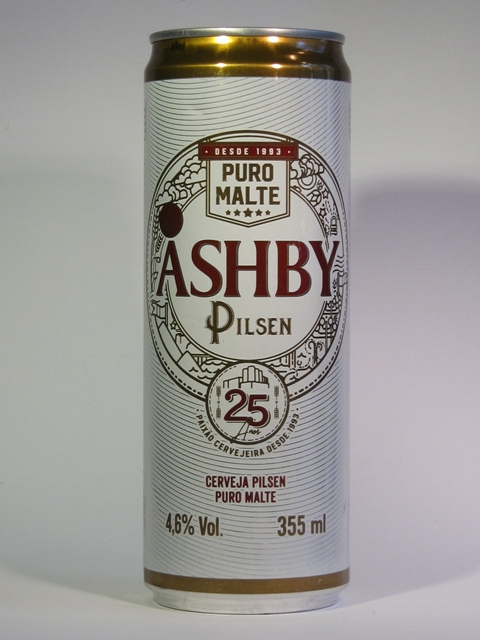 DESDE 1993
PURO
MALTE
ASHBY
PILSEN
25
Anos
PAIXÃO CERVEJEIRA DESDE 1993
CERVEJA PILSEN
PURO MALTE
4,6% Vol. 355 ml